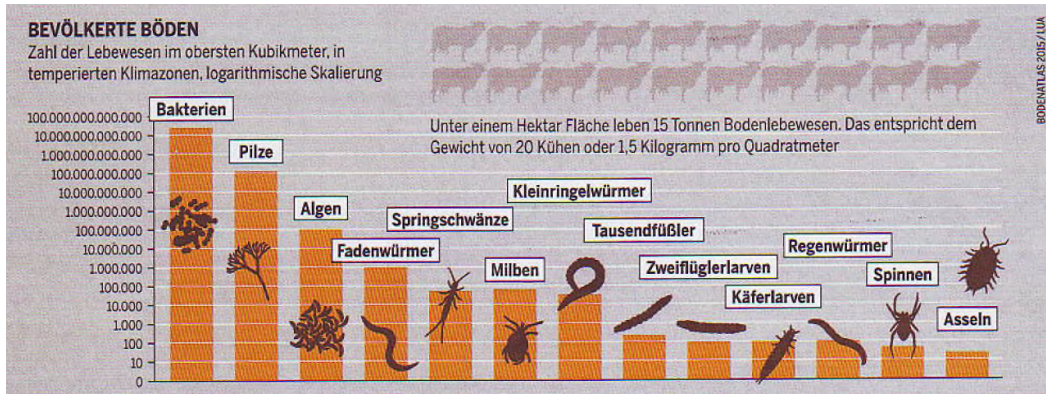 BEVÖLKERTE BÖDEN
Zahl der Lebewesen im obersten Kubikmeter, in
temperierten Klimazonen, logarithmische Skalierung
Unter einem Hektar Fläche leben 15 Tonnen Bodenlebewesen. Das entspricht dem
Gewicht von 20 Kühen oder 1,5 Kilogramm pro Quadratmeter
100.000.000.000.000
10.000.000.000.000
1.000.000.000.000
100.000.000.000
10.000.000.000
1.000.000.000
100.000.000
10.000.000
1.000.000
100.000
10.000
1.000
100
10
0
Bakterien
Pilze
Algen
Fadenwürmer
Springschwänze
Milben
Kleinringelwürmer
Tausendfüßler
Zweiflüglerlarven
Käferlarven
Regenwürmer
Spinnen
Asseln
BODENATLAS 2015 / LUA